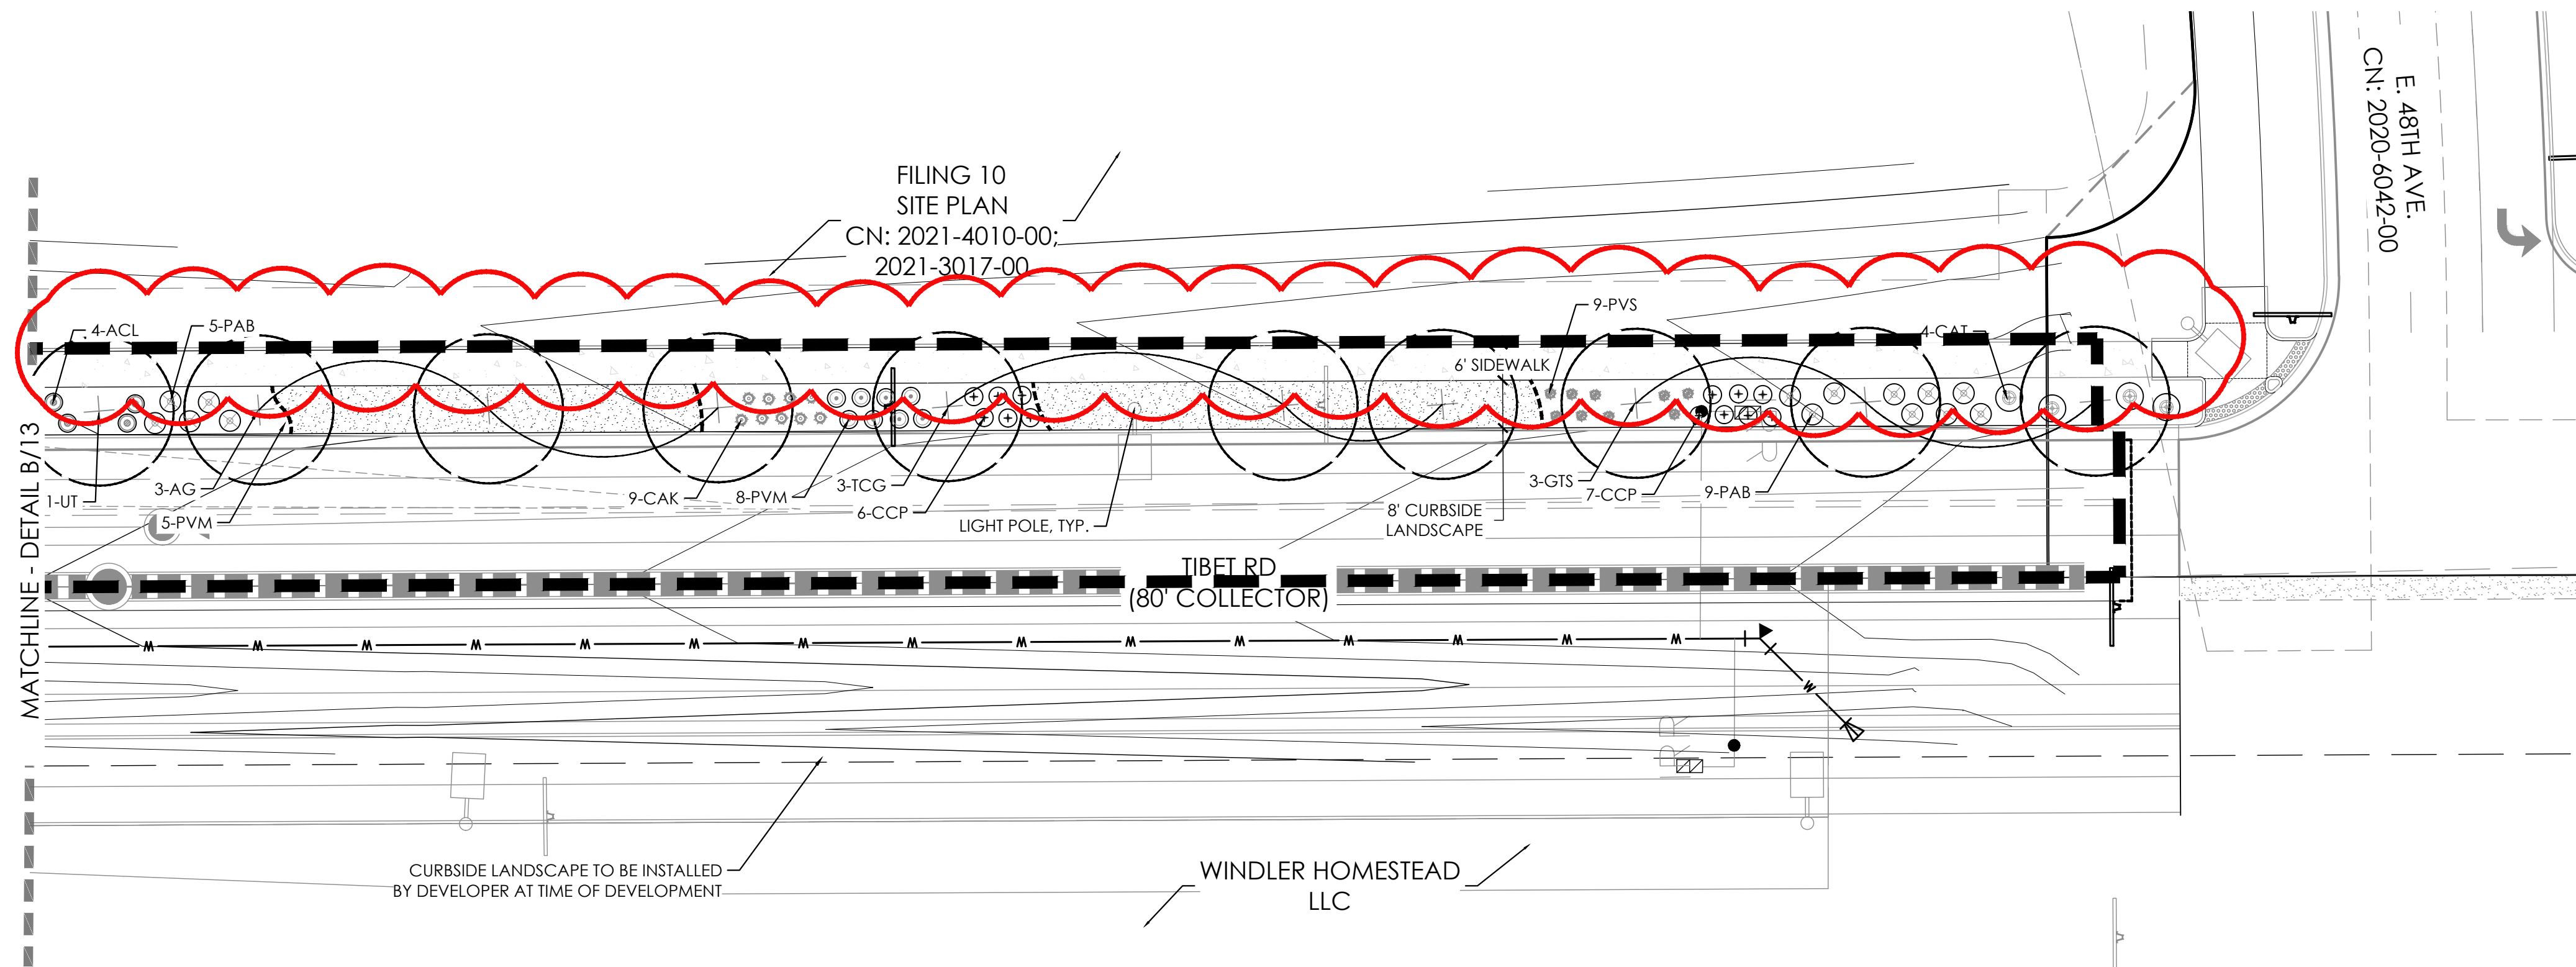 E. 48TH AVE.
CN: 2020-6042-00
FILING 10
SITE PLAN
CN: 2021-4010-00;
2021-3017-00
4-ACL
5-PAB
9-PVS
4-CAT
6' SIDEWALK
1-UT
3-AG
5-PVM
9-CAK
8-PVM
3-TCG
6-CCP
LIGHT POLE, TYP.
8' CURBSIDE
LANDSCAPE
3-GTS
7-CCP
9-PAB
MATCHLINE - DETAIL B/13
TIBET RD
(80' COLLECTOR)
W W W W W W W W W W W W W W W
W
CURBSIDE LANDSCAPE TO BE INSTALLED
BY DEVELOPER AT TIME OF DEVELOPMENT
WINDLER HOMESTEAD
LLC